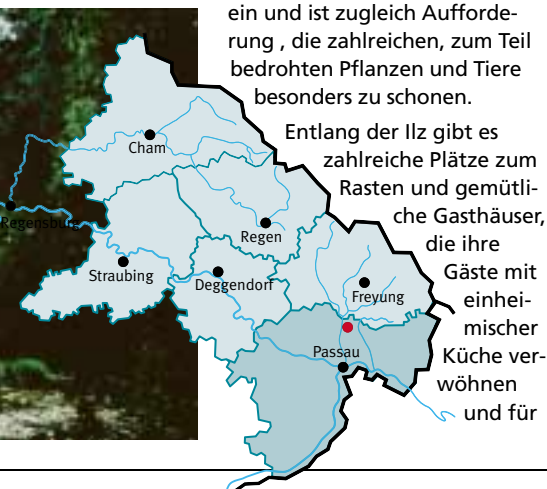 ein und ist zugleich Aufforde-
rung , die zahlreichen, zum Teil
bedrohten Pflanzen und Tiere
besonders zu schonen.
Entlang der Ilz gibt es
zahlreiche Plätze zum
Rasten und gemütli-
che Gasthäuser,
die ihre
Gäste mit
einhei-
mischer
Küche ver-
wöhnen
und für
Cham
Regensburg
Regen
Straubing
Deggendorf
Freyung
Passau